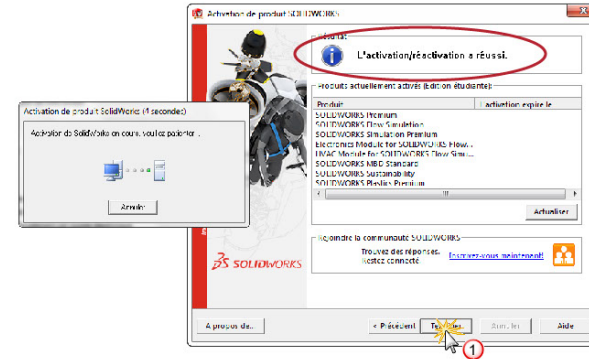 Activation de produit SOLIDWORKS
Résultat
L'activation/réactivation a réussi.
Produits actuellement activés (Edition étudiante):
Produit L'activation expire le
SOLIDWORKS Premium
SOLIDWORKS Flow Simulation
SOLIDWORKS Simulation Premium
Electronics Module for SOLIDWORKS Flow...
HVAC Module for SOLIDWORKS Flow Simu...
SOLIDWORKS MBD Standard
SOLIDWORKS Sustainability
SOLIDWORKS Plastics Premium
Actualiser
Rejoindre la communauté SOLIDWORKS
Trouvez des réponses.
Restez connecté.
Inscrivez-vous maintenant!
SOLIDWORKS
A propos de..
< Précédent
Annuler
Aide
1
Activation de produit SolidWorks (4 secondes)
Activation de SolidWorks en cours, veuillez patienter...
Annuler